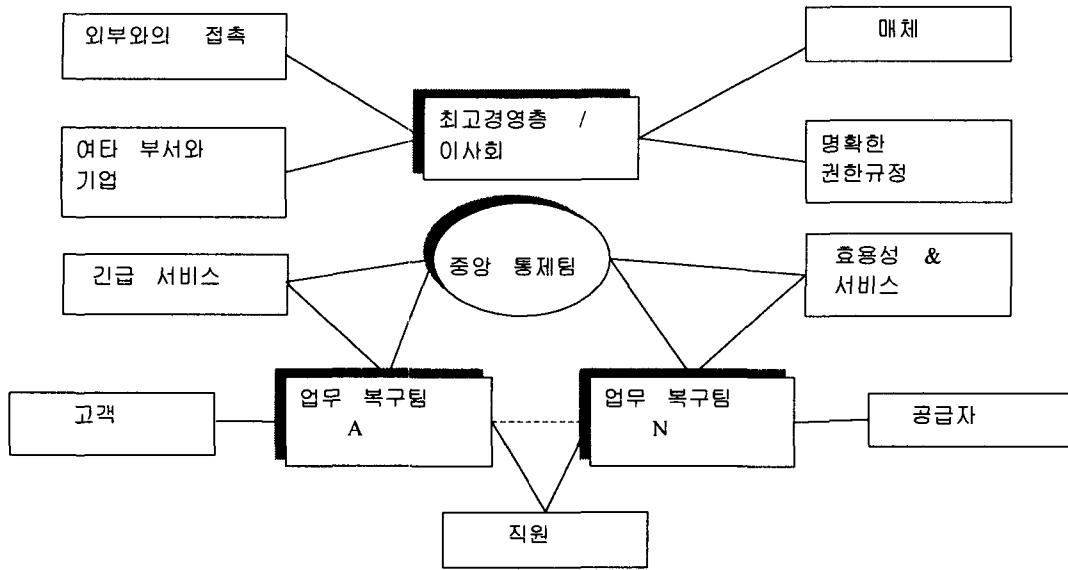 외부와의 접촉
매체
최고경영층 /
이사회
여타 부서와
기업
명확한
권한규정
긴급 서비스
중앙 통제팀
효용성 &
서비스
고객
업무 복구팀
A
업무 복구팀
N
공급자
직원